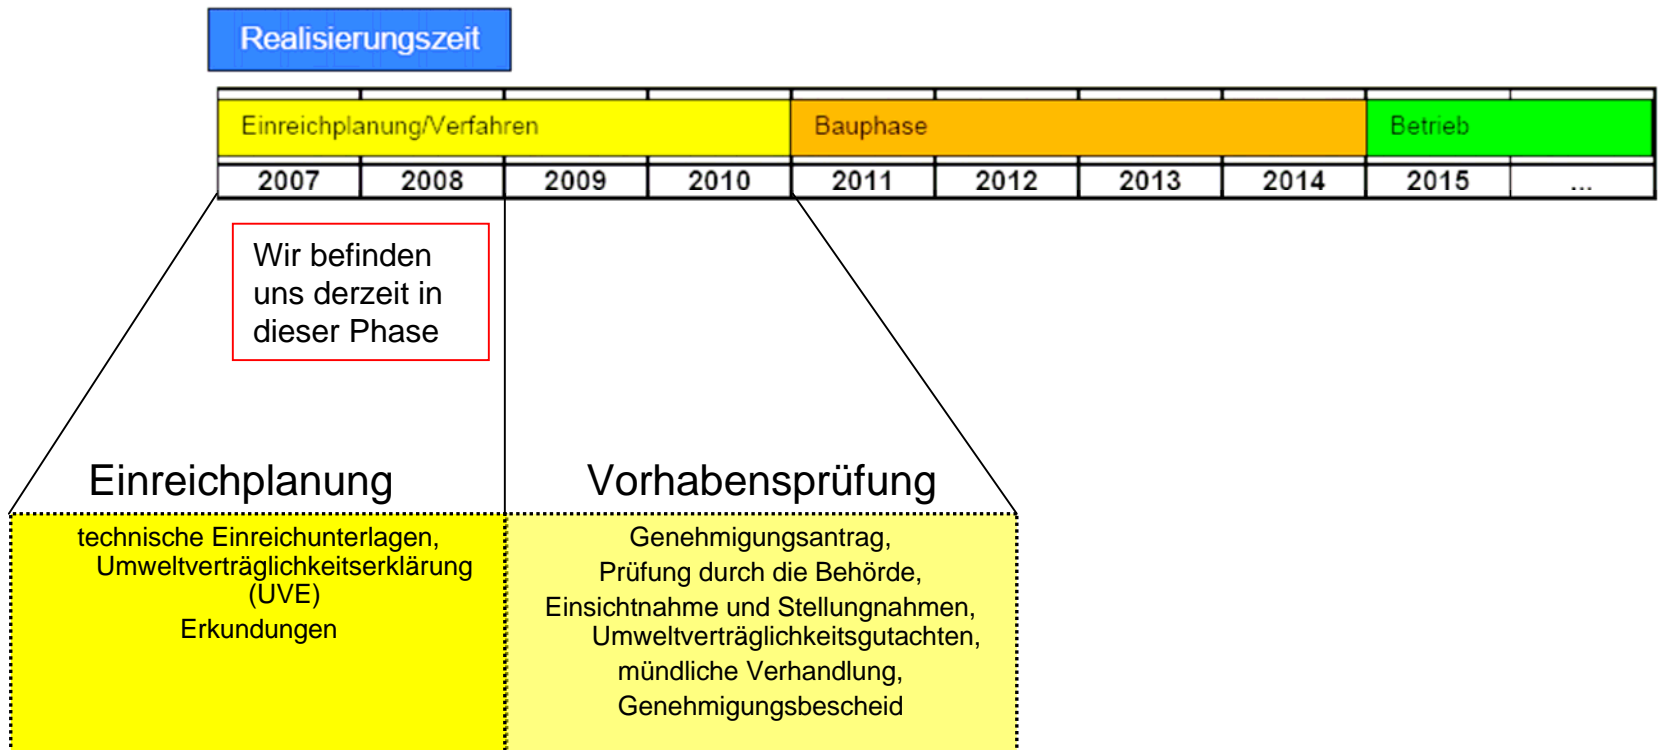 Realisierungszeit
Einreichplanung/Verfahren Bauphase Betrieb
2007 2008 2009 2010 2011 2012 2013 2014 2015 ...
Wir befinden
uns derzeit in
dieser Phase
Einreichplanung
technische Einreichunterlagen,
Umweltverträglichkeitserklärung
(UVE)
Erkundungen
Vorhabensprüfung
Genehmigungsantrag,
Prüfung durch die Behörde,
Einsichtnahme und Stellungnahmen,
Umweltverträglichkeitsgutachten,
mündliche Verhandlung,
Genehmigungsbescheid